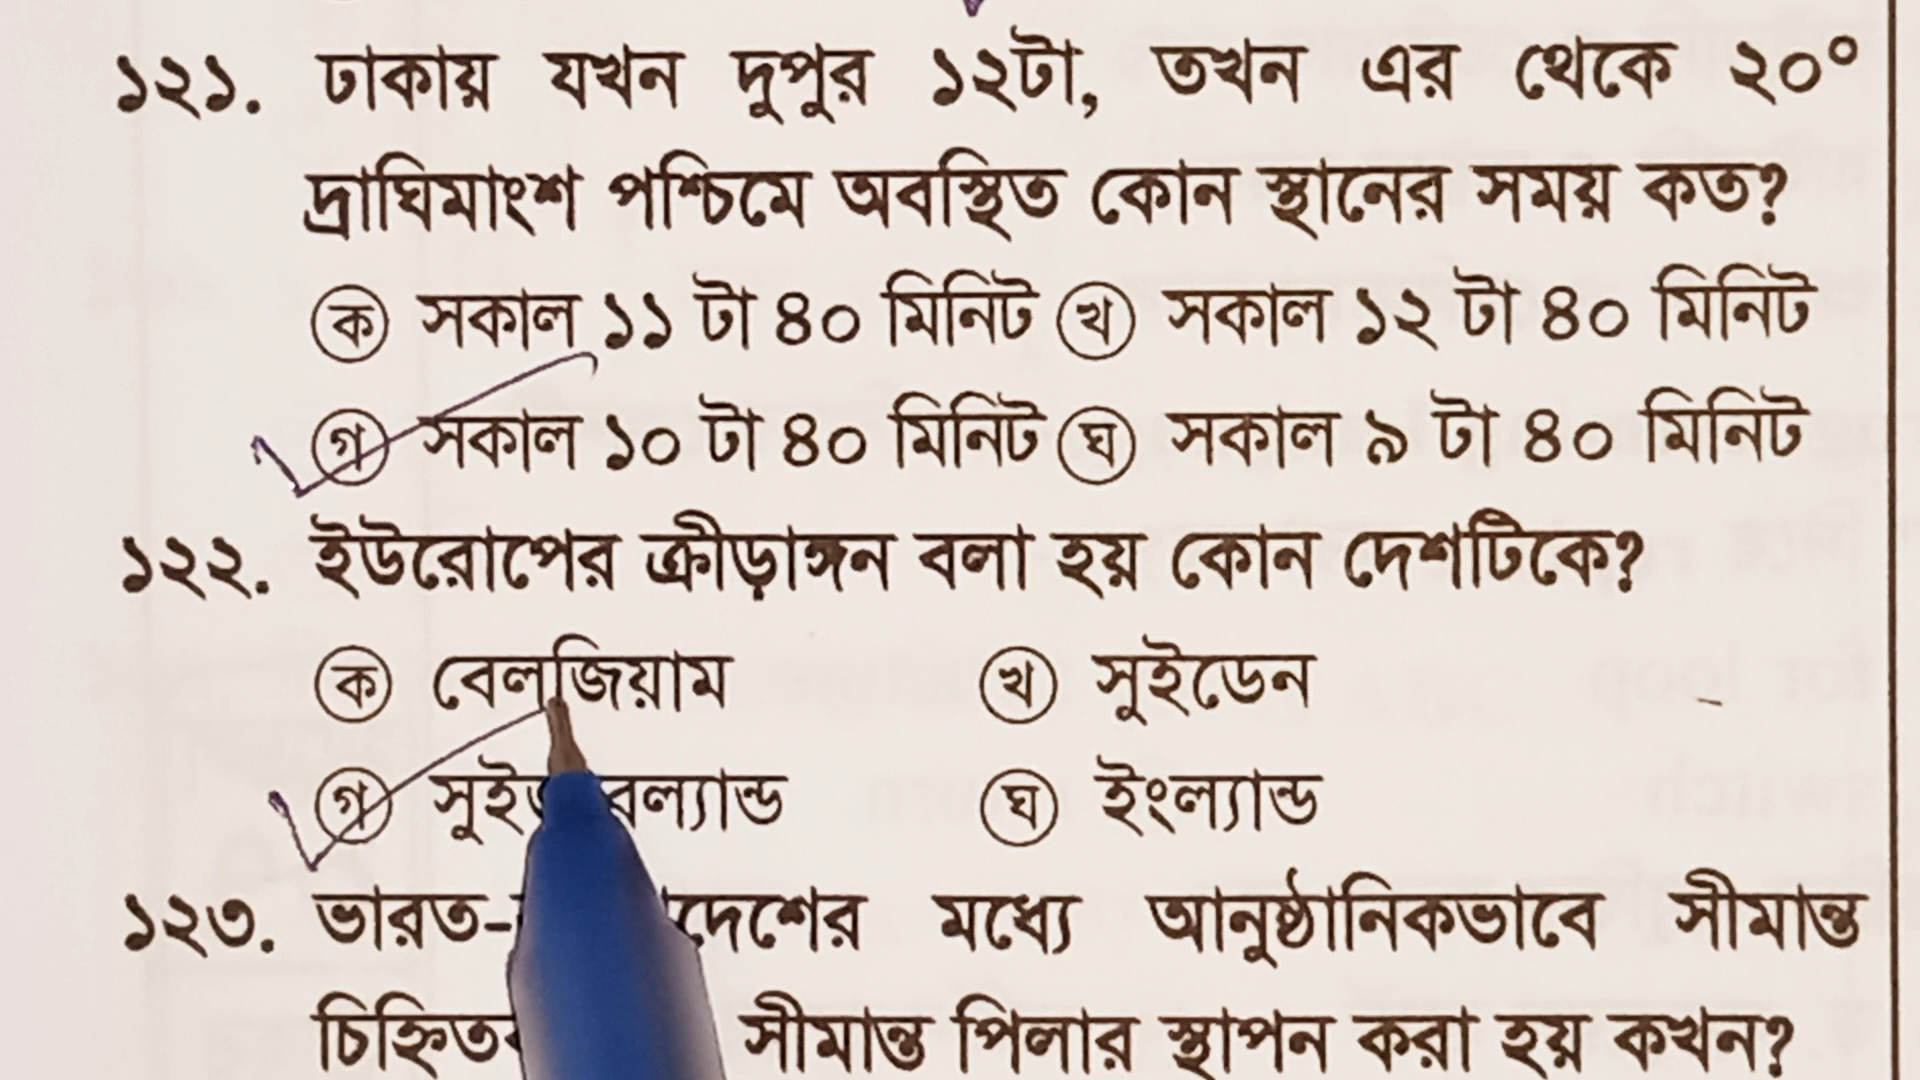 ১২১. ঢাকায় যখন দুপুর ১২টা, তখন এর থেকে ২০°
দ্রাঘিমাংশ পশ্চিমে অবস্থিত কোন স্থানের সময় কত?
ক সকাল ১১ টা ৪০ মিনিট খ সকাল ১২ টা ৪০ মিনিট
গ সকাল ১০ টা ৪০ মিনিট ঘ সকাল ৯ টা ৪০ মিনিট
১২২. ইউরোপের ক্রীড়াঙ্গন বলা হয় কোন দেশটিকে?
ক বেলজিয়াম খ সুইডেন
গ ঘ ইংল্যান্ড
১২৩. ভারত- মধ্যে আনুষ্ঠানিকভাবে সীমান্ত
সীমান্ত পিলার স্থাপন করা হয় কখন?